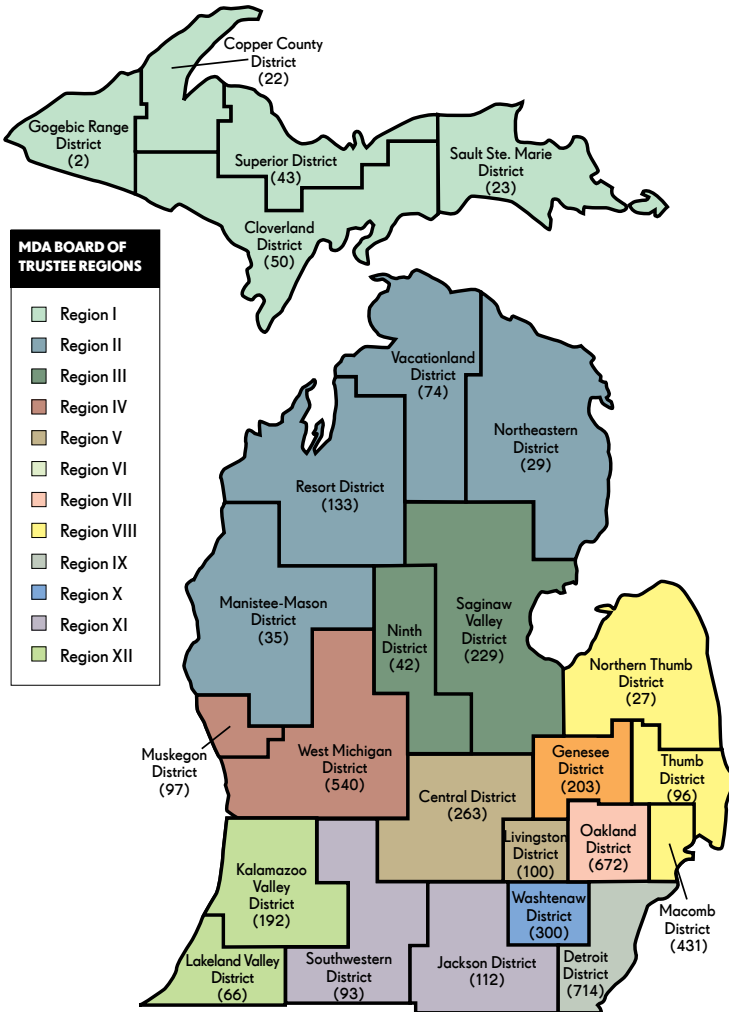 Copper County
District
(22)
Gogebic Range
District
(2)
Superior District
(43)
Sault Ste. Marie
District
(23)
Cloverland
District
(50)
MDA BOARD OF
TRUSTEE REGIONS
Region I
Region II
Region III
Region IV
Region V
Region VI
Region VII
Region VIII
Region IX
Region X
Region XI
Region XII
Vacationland
District
(74)
Northeastern
District
(29)
Resort District
(133)
Manistee-Mason
District
(35)
Ninth
District
(42)
Saginaw
Valley
District
(229)
Northern Thumb
District
(27)
Muskegon
District
(97)
West Michigan
District
(540)
Genesee
District
(203)
Thumb
District
(96)
Central District
(263)
Livingston
District
(100)
Oakland
District
(672)
Macomb
District
(431)
Kalamazoo
Valley
District
(192)
Washtenaw
District
(300)
Lakeland Valley
District
(66)
Southwestern
District
(93)
Jackson District
(112)
Detroit
District
(714)